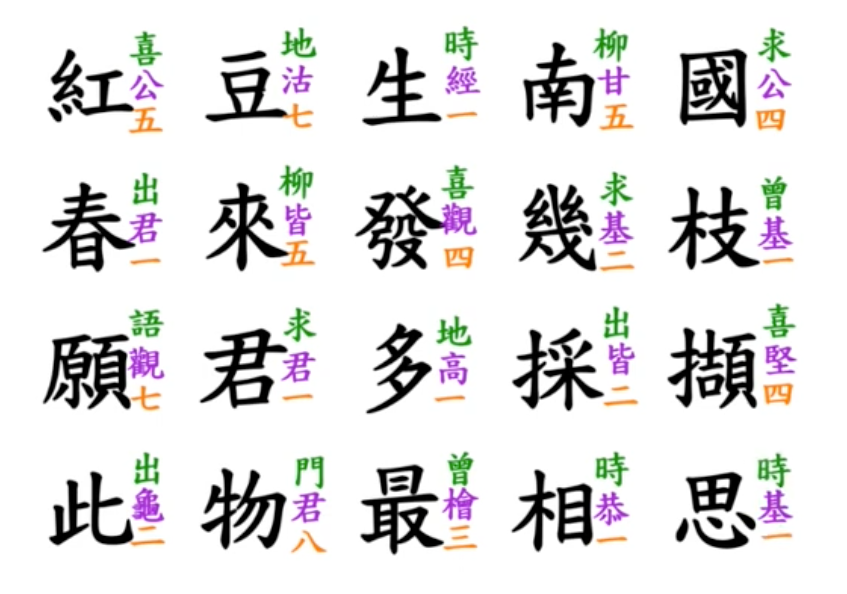 紅喜公五 豆地沽七 生時經一 南柳甘五 國求公四
春出君一 來柳皆五 發喜觀四 幾求基二 枝曾基一
願語觀七 君求君一 多地高一 採出皆二 擷喜堅四
此出龜二 物門君八 最曾檜三 相時恭一 思時基一